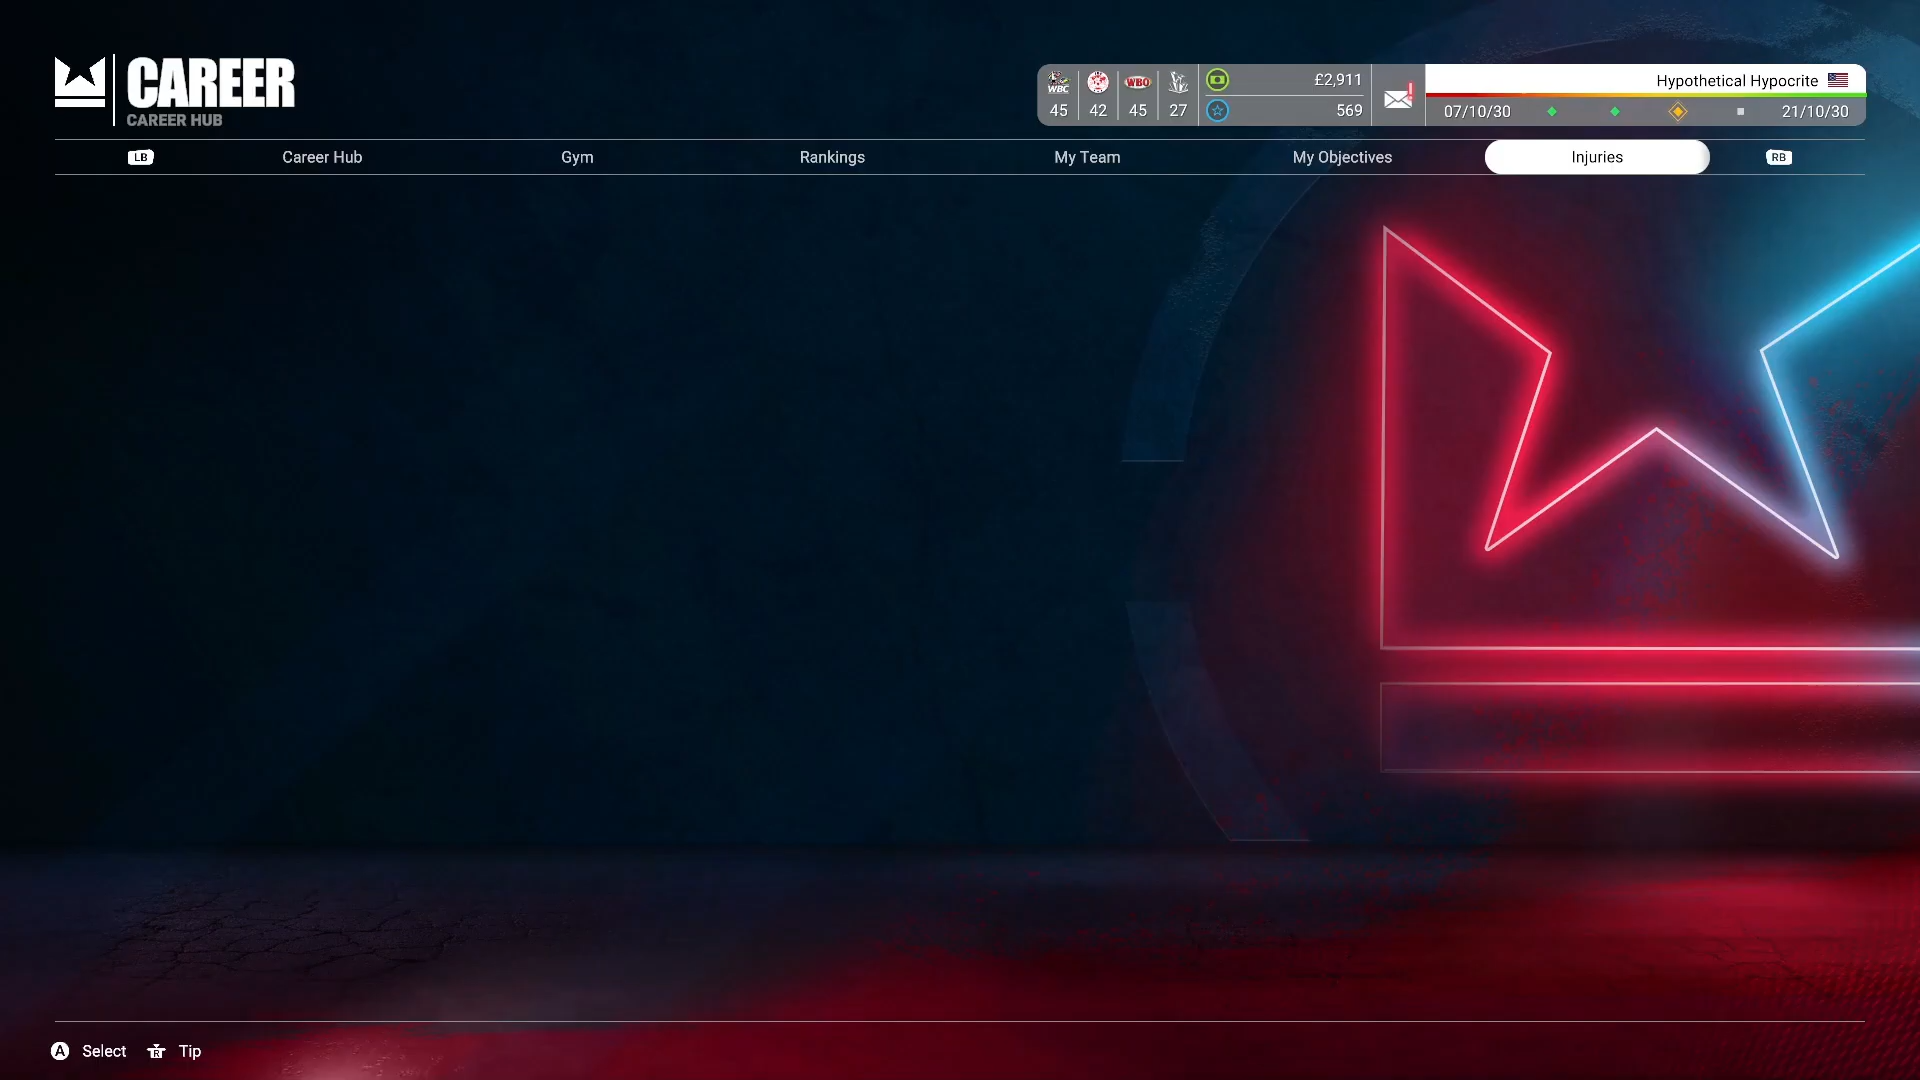 CAREER
CAREER HUB
WBC
WBO
45 42 45 27
£2,911
569
Hypothetical Hypocrite
07/10/30 21/10/30
LB Career Hub Gym Rankings My Team My Objectives Injuries RB
A Select R Tip